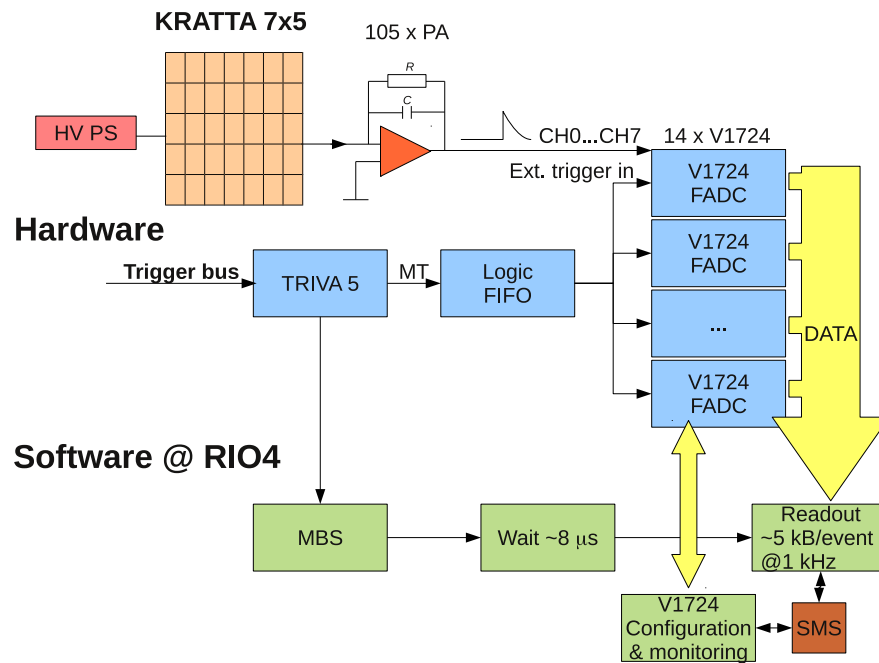 KRATTA 7x5
105 x PA
R
C
HV PS
CH0...CH7
14 x V1724
Ext. trigger in
V1724
FADC
Hardware
V1724
FADC
Trigger bus
TRIVA 5
MT
Logic
FIFO
...
DATA
V1724
FADC
Software @ RIO4
MBS
Wait ~8 μs
Readout
~5 kB/event
@1 kHz
V1724
Configuration
& monitoring
SMS